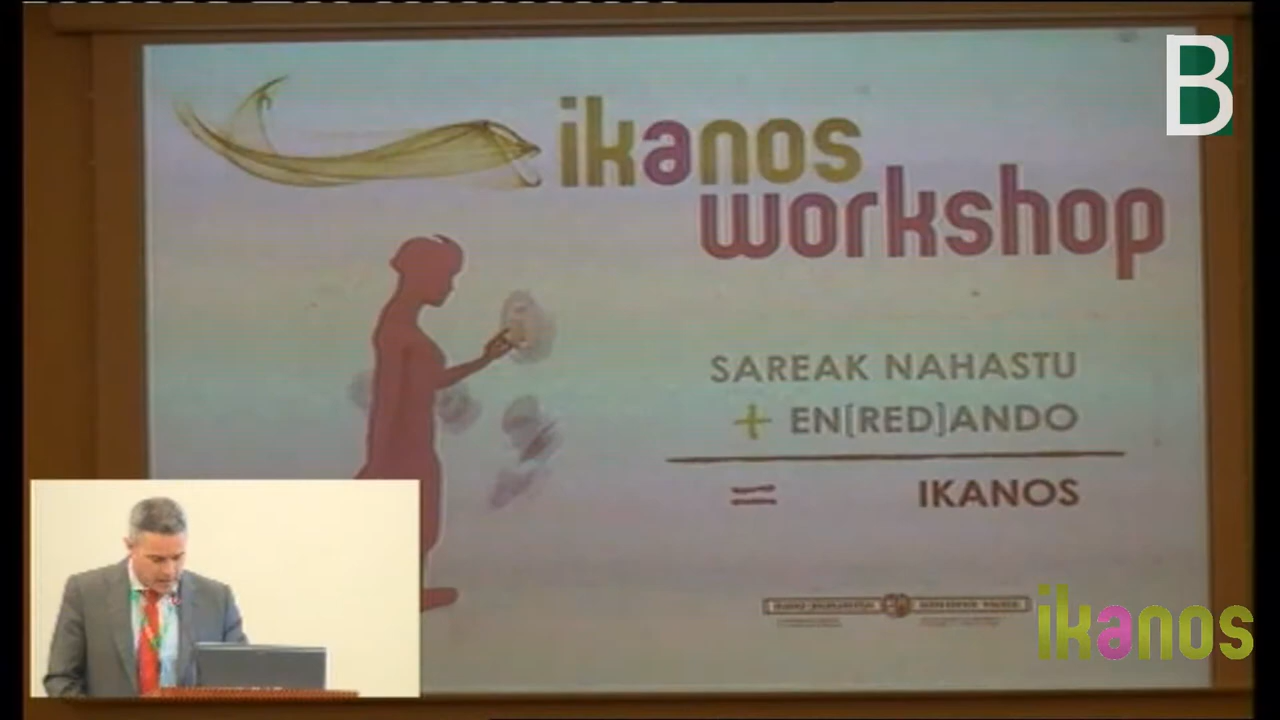 B
ikanos
workshop
SAREAK NAHASTU
+ EN[RED]ANDO
= IKANOS
ikanos